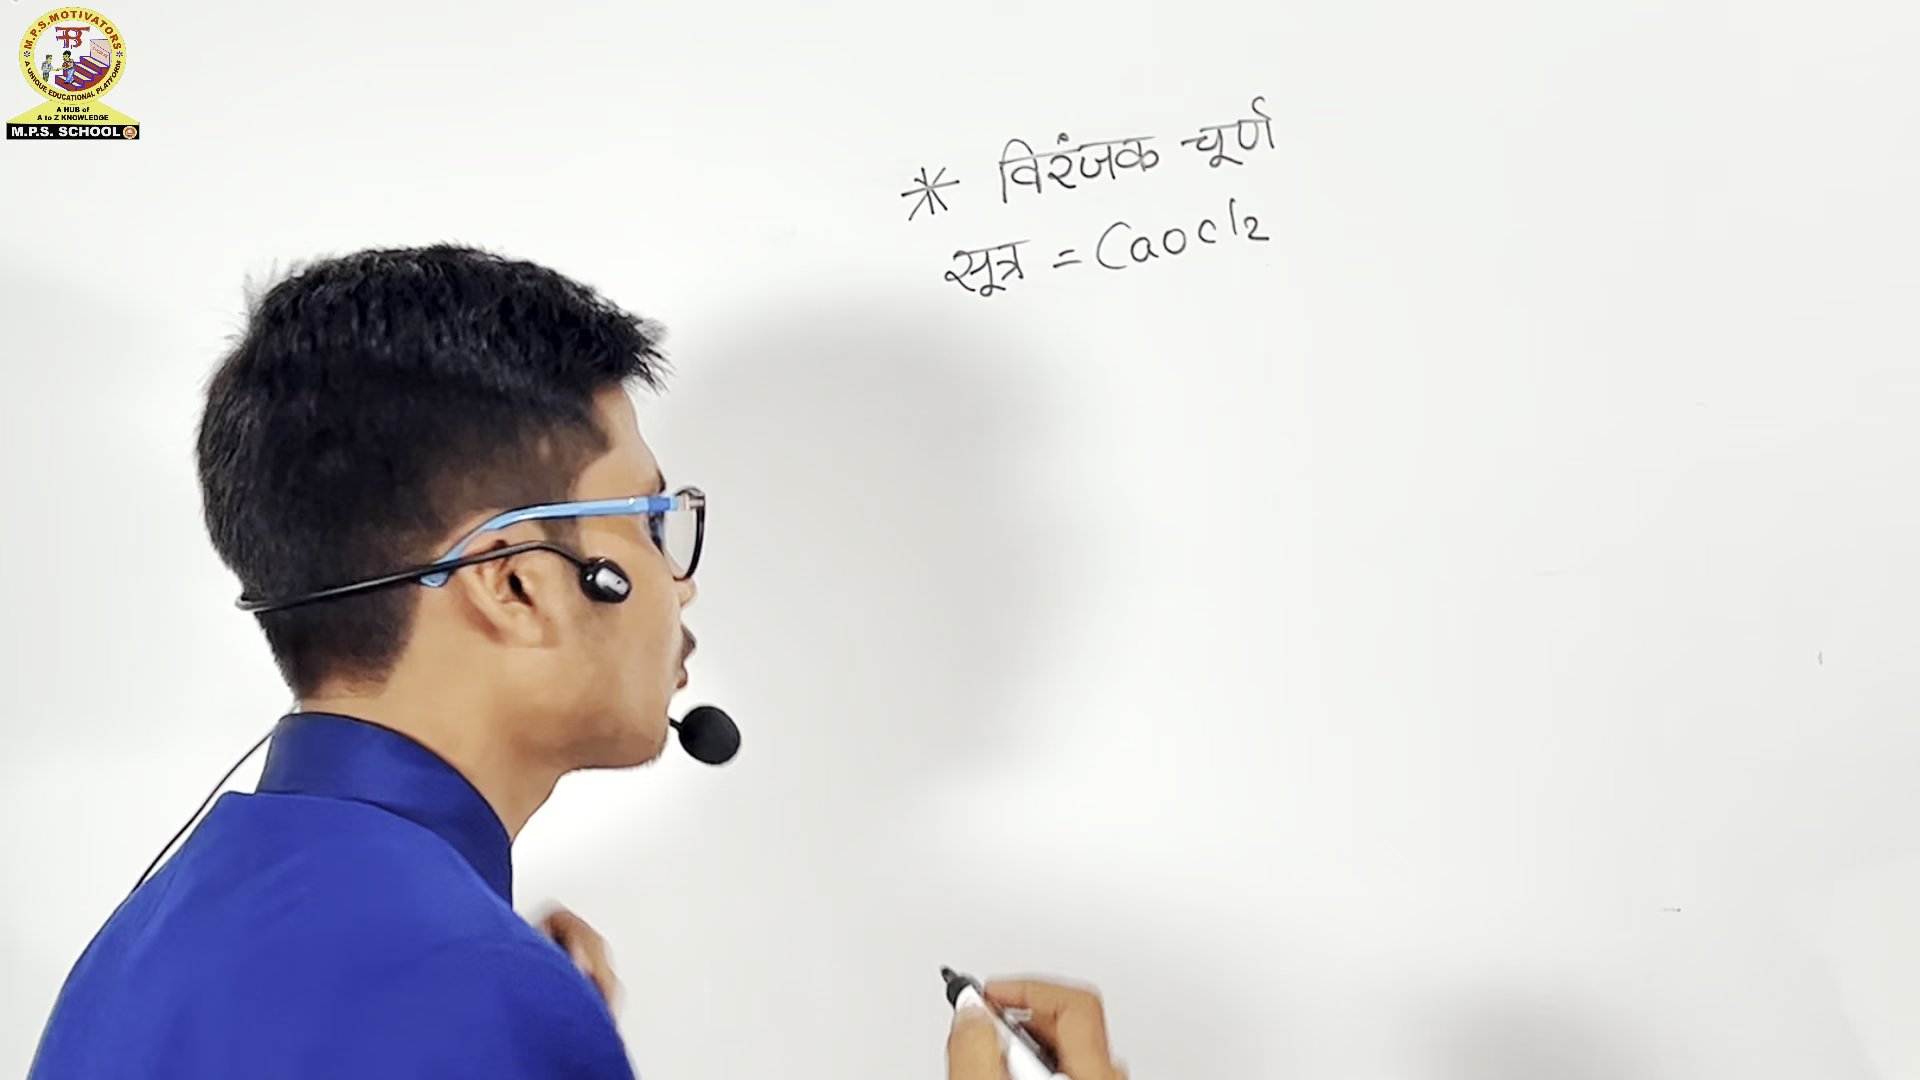 M.P.S.MOTIVATORS
A UNIQUE EDUCATIONAL PLATFORM
A HUB of
A to Z KNOWLEDGE
M.P.S. SCHOOL
* विरंजक चूर्ण
सूत्र = CaOCl2